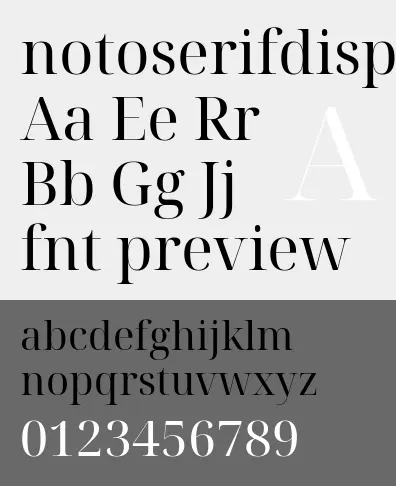 notoserifdisp
Aa Ee Rr
A
Bb Gg Jj
fnt preview
abcdefghijklm
nopqrstuvwxyz
0123456789